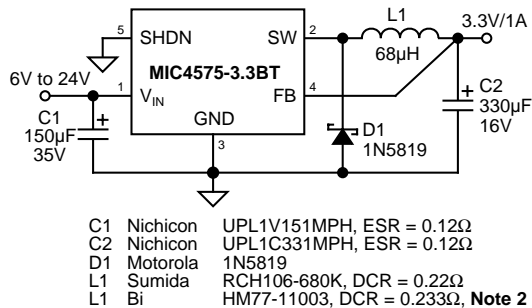 L1
3.3V/1A
5
SHDN
SW
2
68µH
MIC4575-3.3BT
6V to 24V
1
VIN
FB
4
C2
330µF
16V
C1
150µF
35V
GND
3
D1
1N5819
C1 Nichicon UPL1V151MPH, ESR = 0.12Ω
C2 Nichicon UPL1C331MPH, ESR = 0.12Ω
D1 Motorola 1N5819
L1 Sumida RCH106-680K, DCR = 0.22Ω
L1 Bi HM77-11003, DCR = 0.233Ω, Note 2